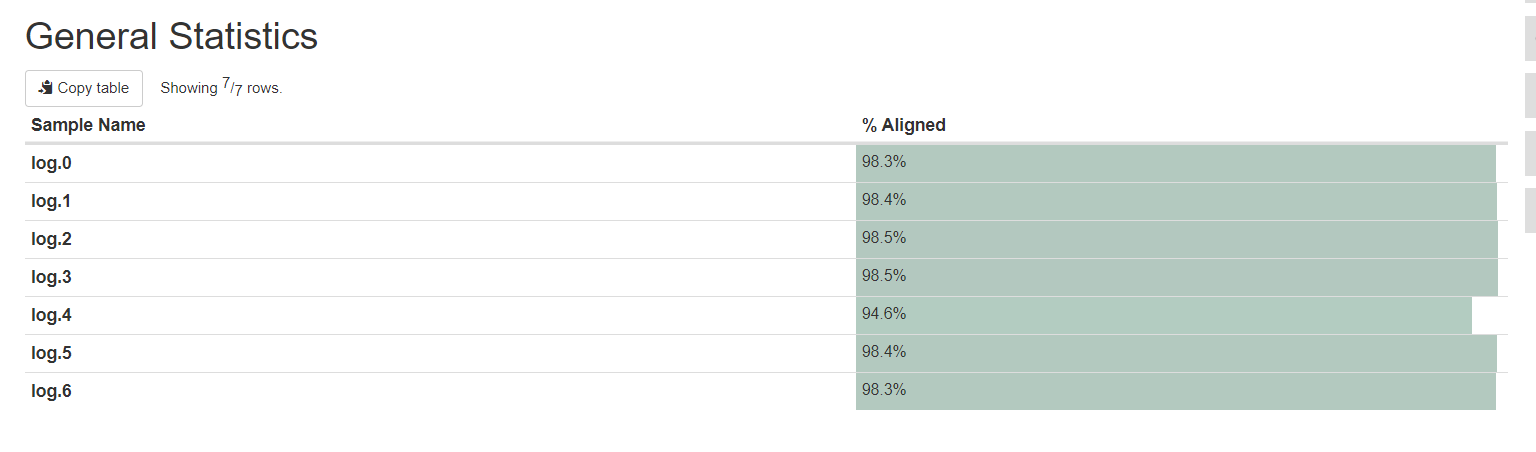 General Statistics
Copy table Showing 7/7 rows.
Sample Name % Aligned
log.0 98.3%
log.1 98.4%
log.2 98.5%
log.3 98.5%
log.4 94.6%
log.5 98.4%
log.6 98.3%